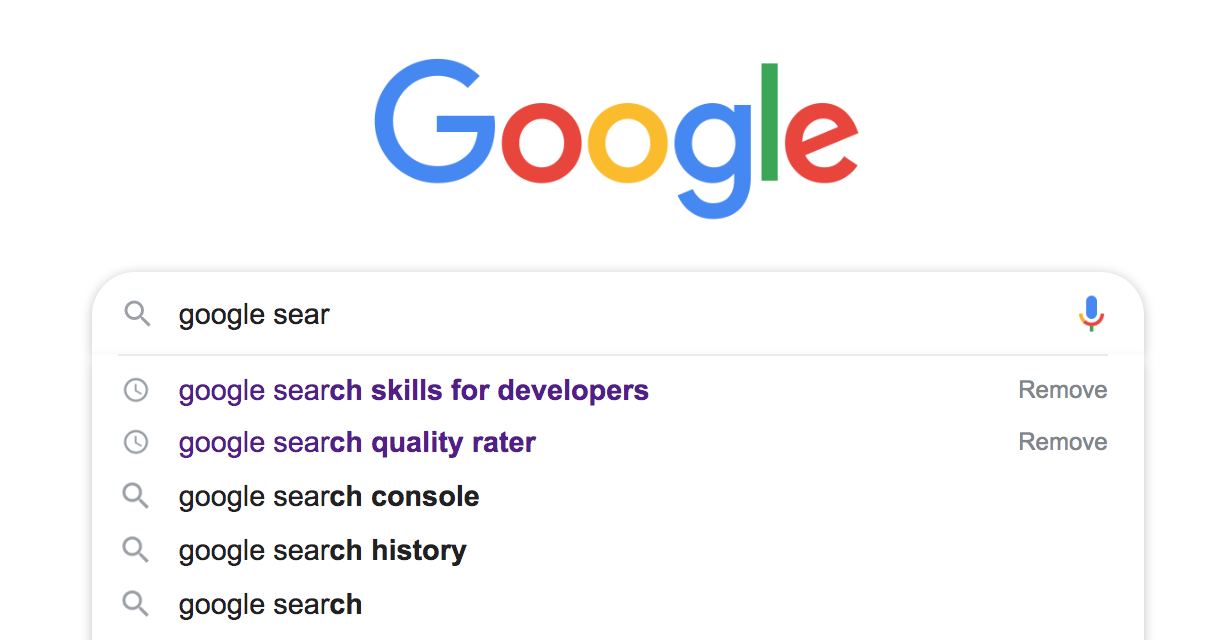 Google
google sear
google search skills for developers Remove
google search quality rater Remove
google search console
google search history
google search